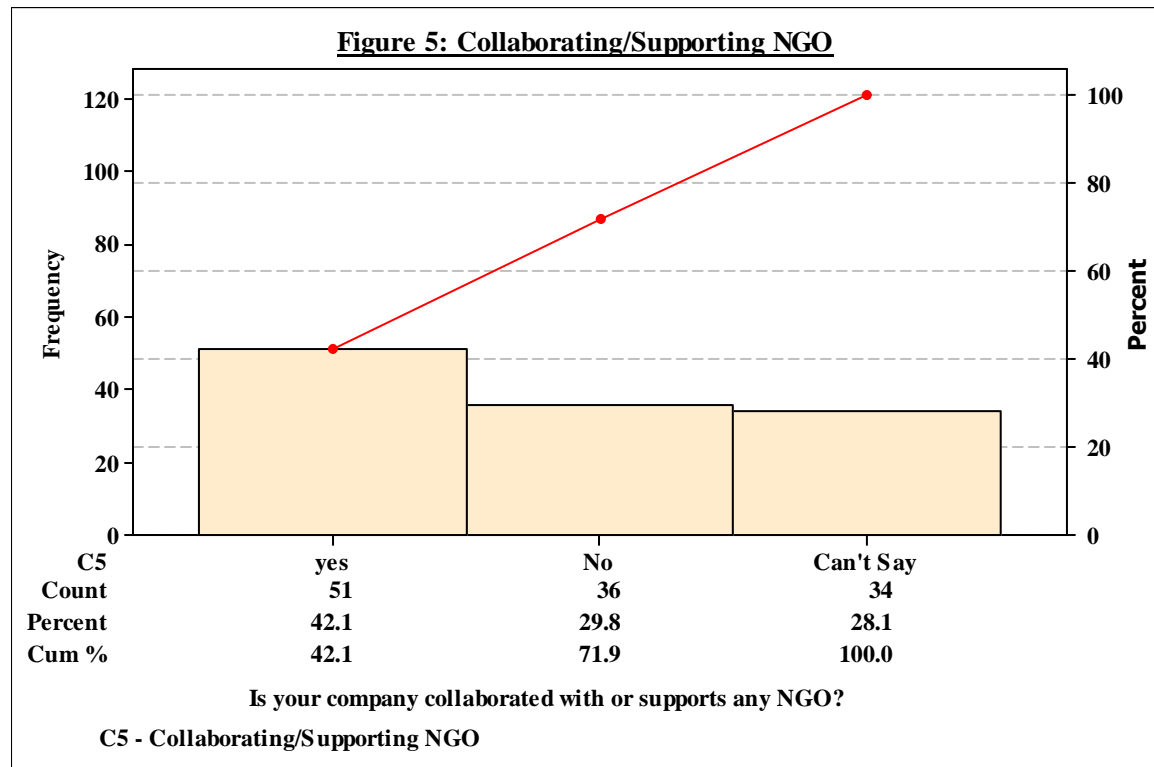 Figure 5: Collaborating/Supporting NGO
Frequency
120
100
80
60
40
20
0
Percent
100
80
60
40
20
0
C5 yes No Can't Say
Count 51 36 34
Percent 42.1 29.8 28.1
Cum % 42.1 71.9 100.0
Is your company collaborated with or supports any NGO?
C5 - Collaborating/Supporting NGO